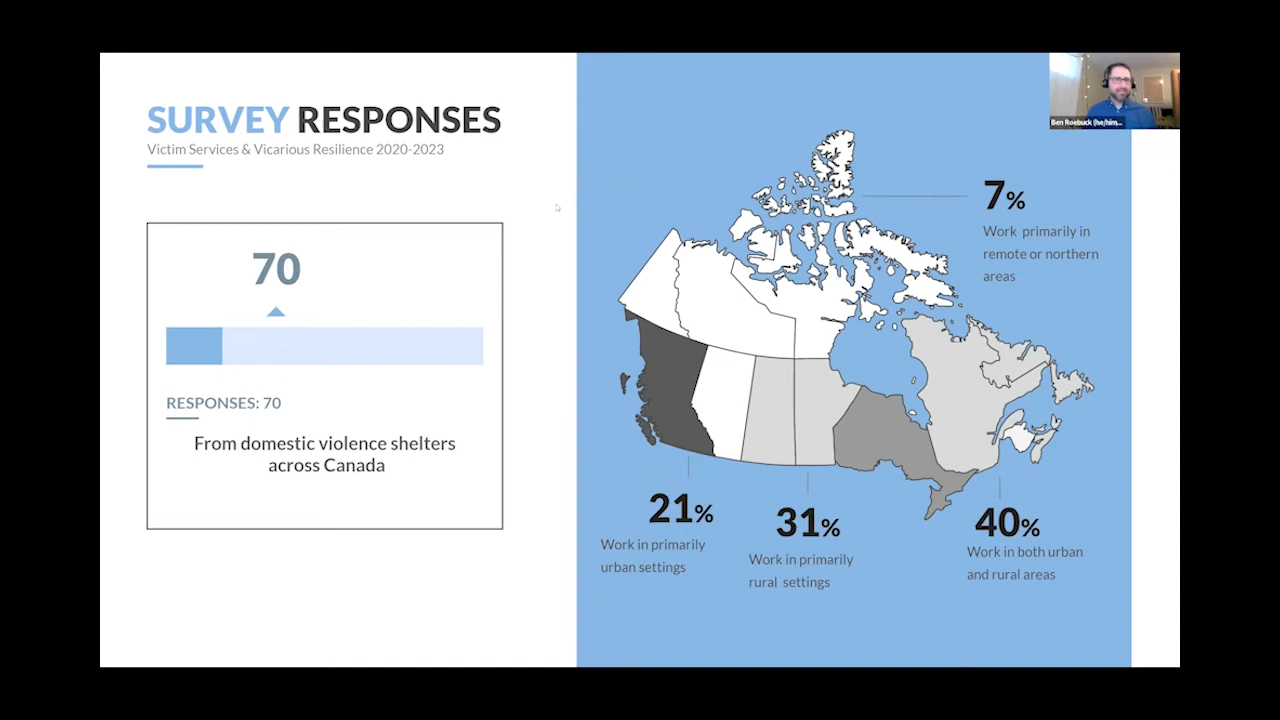 SURVEY RESPONSES
Victim Services & Vicarious Resilience 2020-2023
70
RESPONSES: 70
From domestic violence shelters
across Canada
Ben Roebuck (he/him...
7%
Work primarily in
remote or northern
areas
21%
Work in primarily
urban settings
31%
Work in primarily
rural settings
40%
Work in both urban
and rural areas